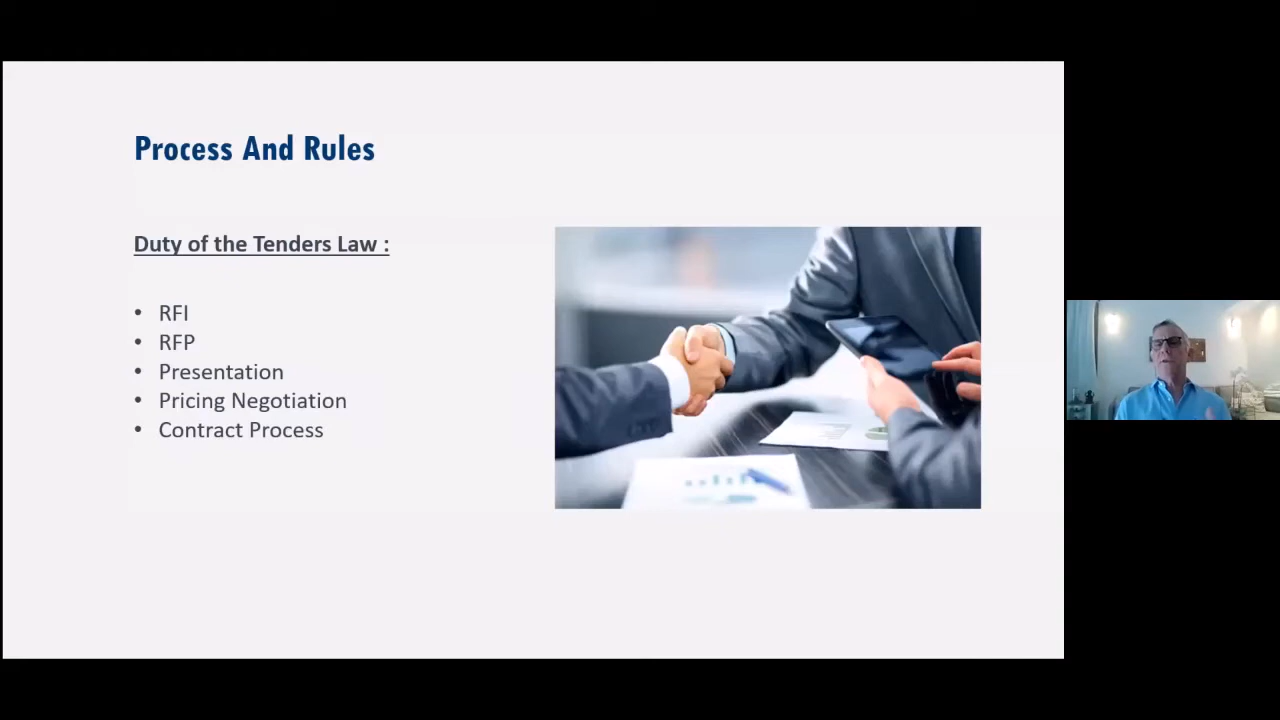 Process And Rules
Duty of the Tenders Law :
• RFI
• RFP
• Presentation
• Pricing Negotiation
• Contract Process